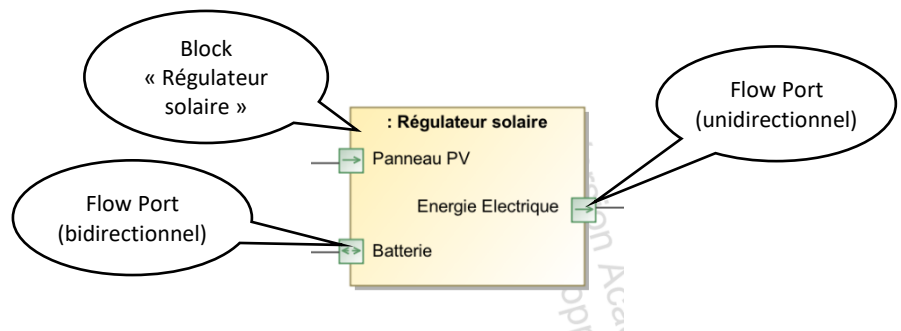 Block
« Régulateur
solaire »
Flow Port
(unidirectionnel)
: Régulateur solaire
Panneau PV
Energie Electrique
Flow Port
(bidirectionnel)
Batterie